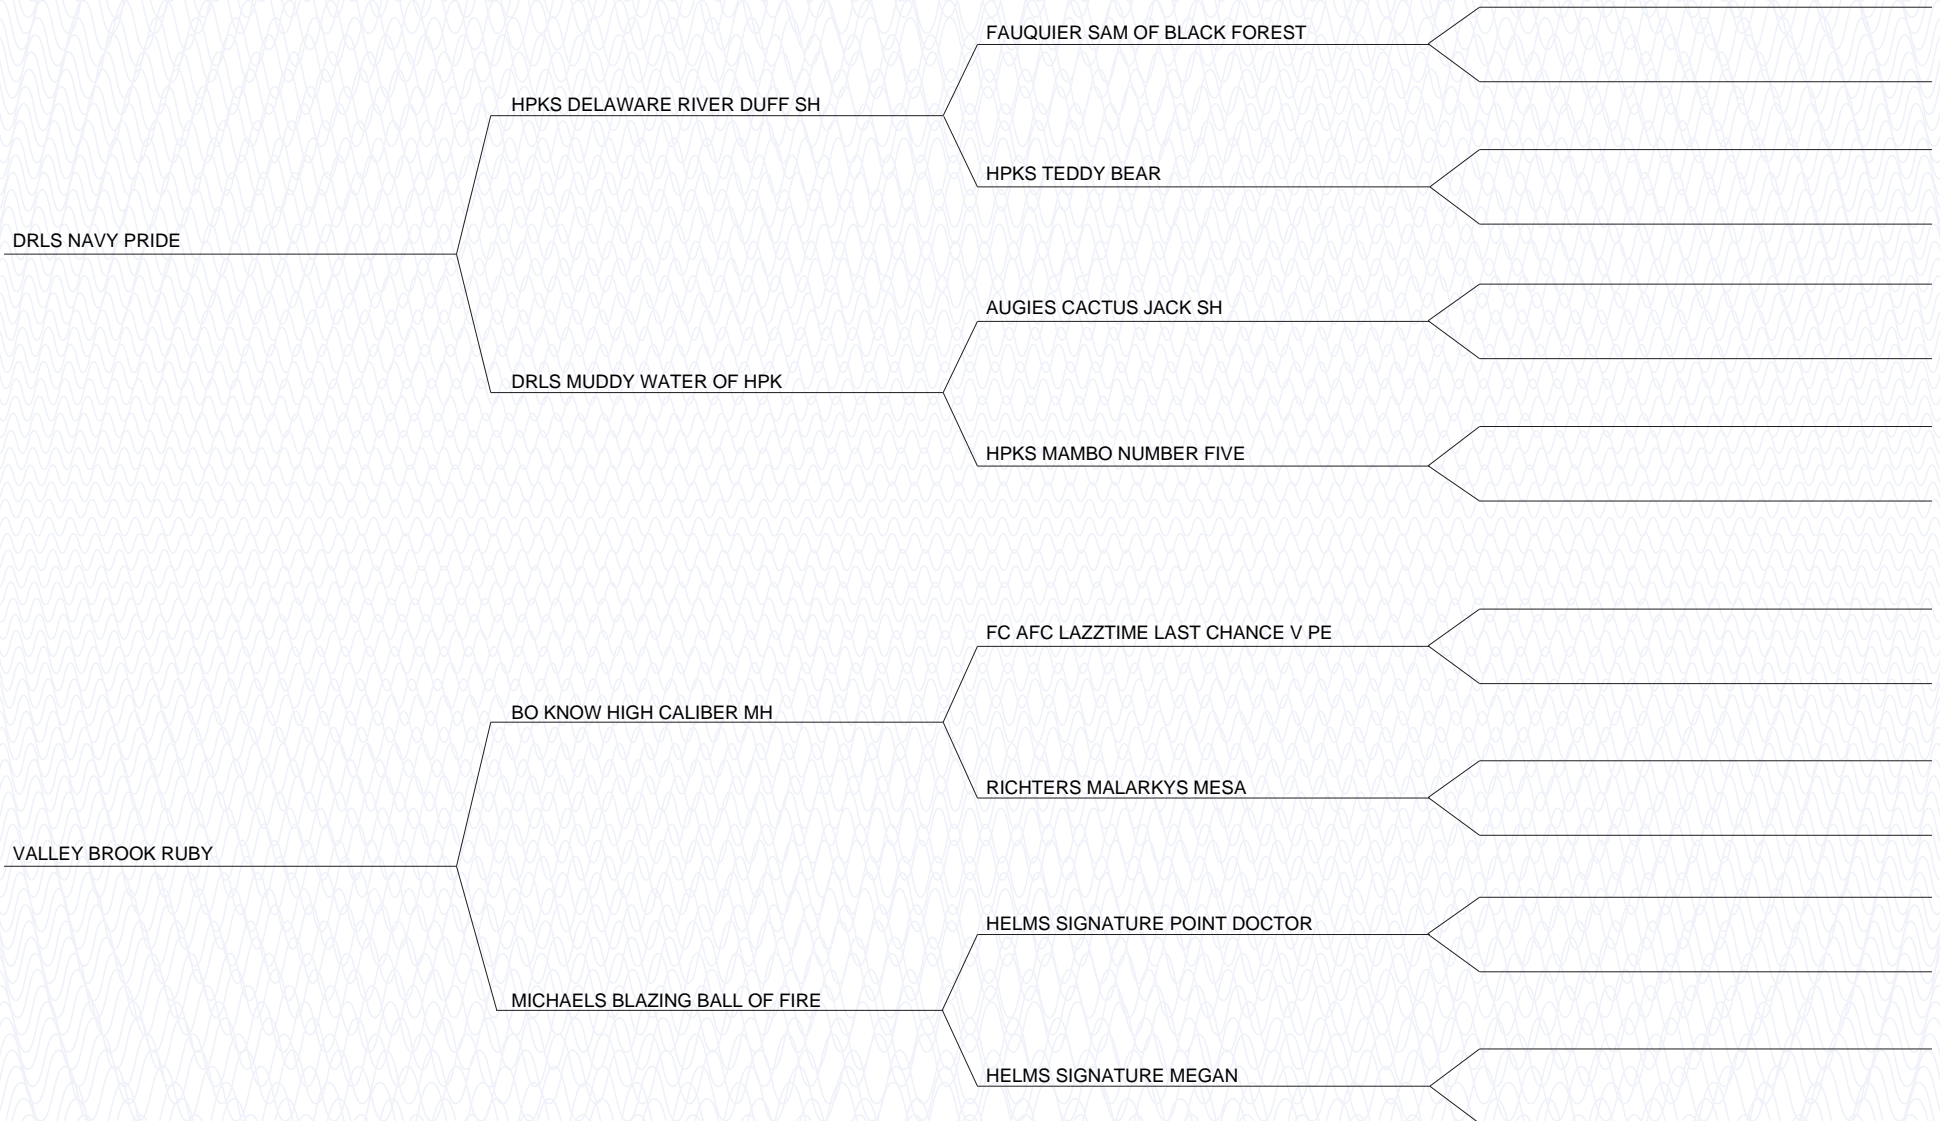 FAUQUIER SAM OF BLACK FOREST
HPKS DELAWARE RIVER DUFF SH
HPKS TEDDY BEAR
DRLS NAVY PRIDE
AUGIES CACTUS JACK SH
DRLS MUDDY WATER OF HPK
HPKS MAMBO NUMBER FIVE
FC AFC LAZZTIME LAST CHANCE V PE
BO KNOW HIGH CALIBER MH
RICHTERS MALARKYS MESA
VALLEY BROOK RUBY
HELMS SIGNATURE POINT DOCTOR
MICHAELS BLAZING BALL OF FIRE
HELMS SIGNATURE MEGAN